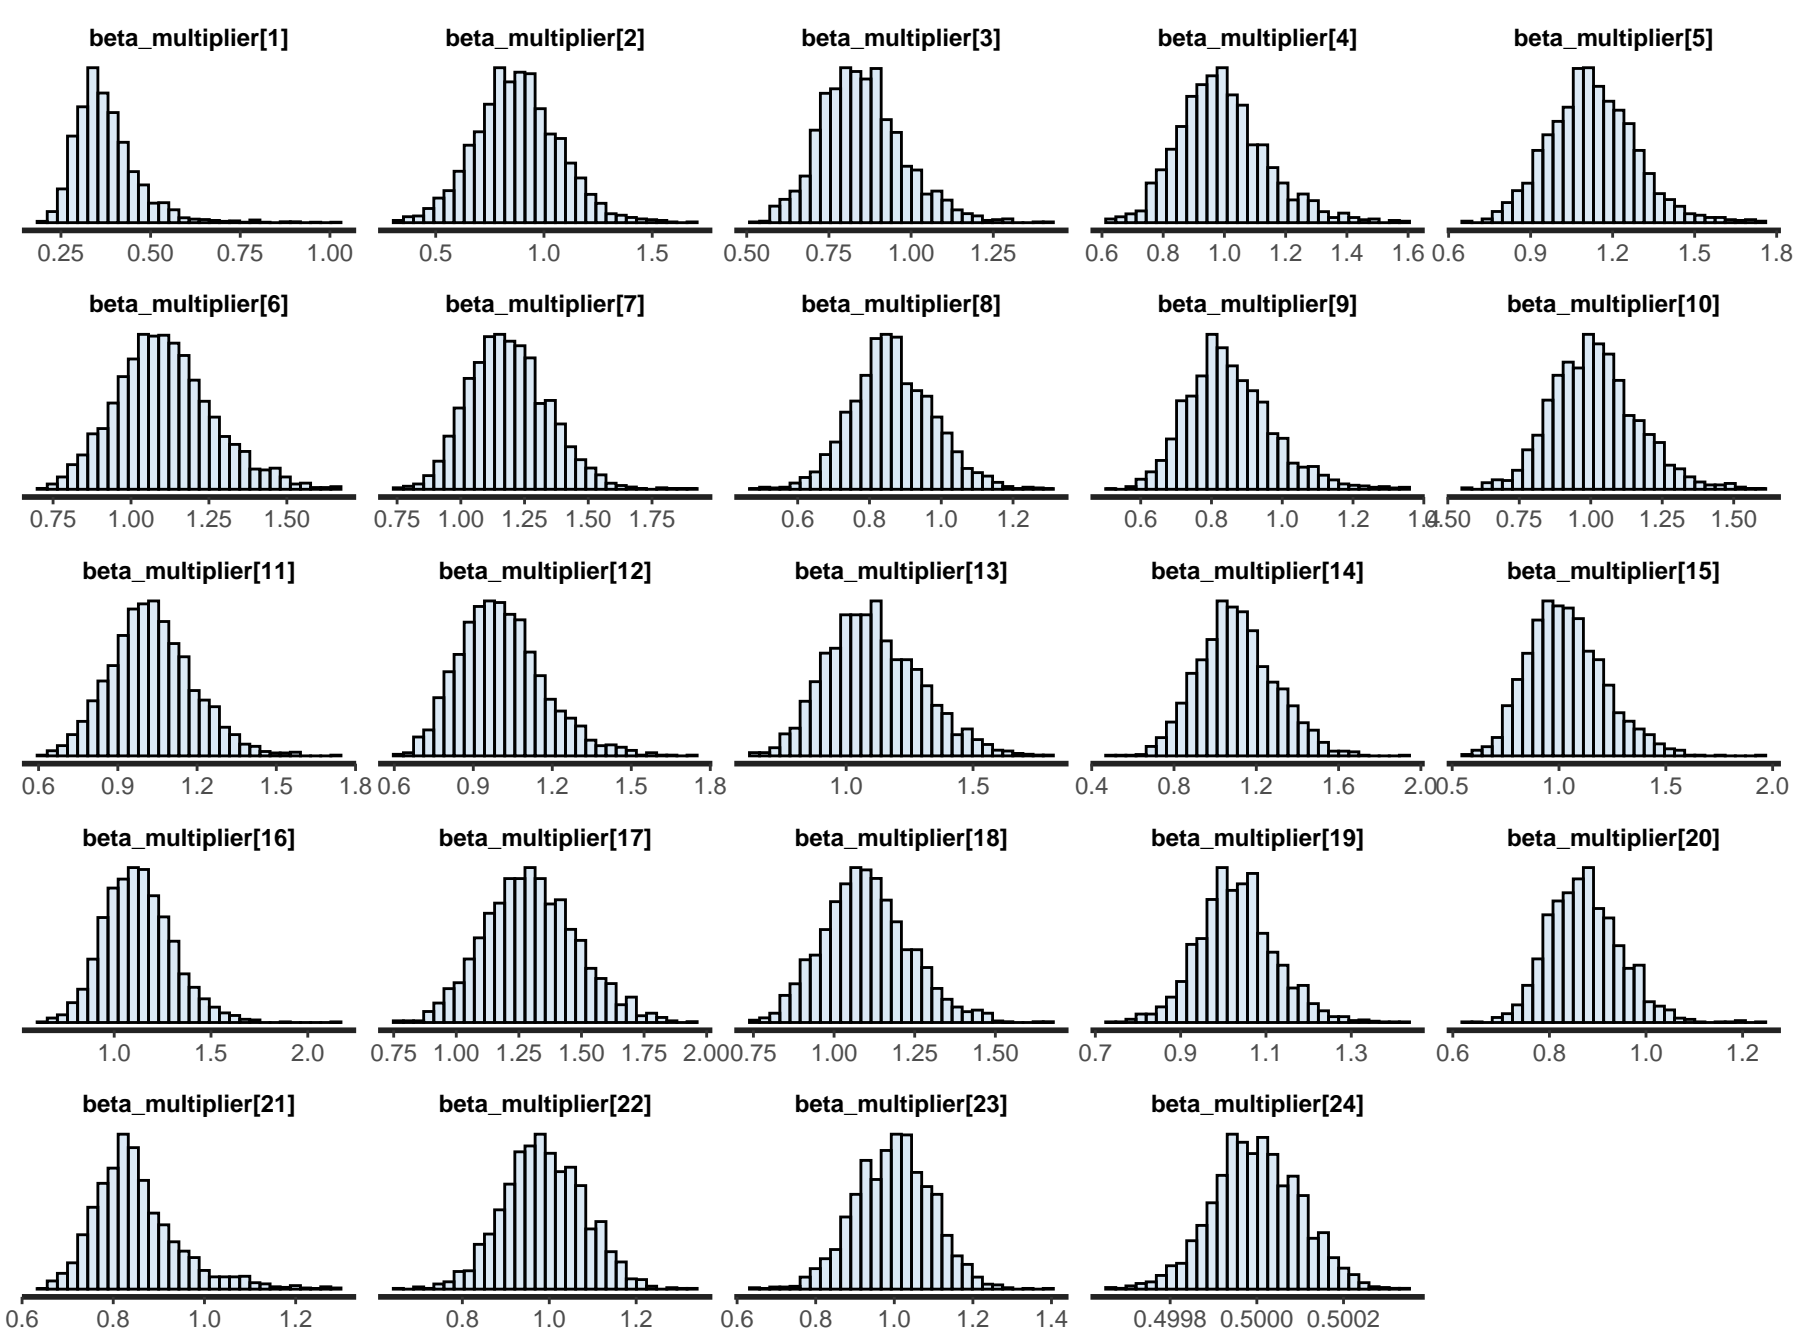 beta_multiplier[1] beta_multiplier[2] beta_multiplier[3] beta_multiplier[4] beta_multiplier[5]
0.25 0.50 0.75 1.00 0.5 1.0 1.5 0.50 0.75 1.00 1.25 0.6 0.8 1.0 1.2 1.4 1.6 0.6 0.9 1.2 1.5 1.8
beta_multiplier[6] beta_multiplier[7] beta_multiplier[8] beta_multiplier[9] beta_multiplier[10]
0.75 1.00 1.25 1.50 0.75 1.00 1.25 1.50 1.75 0.6 0.8 1.0 1.2 0.6 0.8 1.0 1.2 1.4 0.50 0.75 1.00 1.25 1.50
beta_multiplier[11] beta_multiplier[12] beta_multiplier[13] beta_multiplier[14] beta_multiplier[15]
0.6 0.9 1.2 1.5 1.8 0.6 0.9 1.2 1.5 1.8 1.0 1.5 0.4 0.8 1.2 1.6 2.0 0.5 1.0 1.5 2.0
beta_multiplier[16] beta_multiplier[17] beta_multiplier[18] beta_multiplier[19] beta_multiplier[20]
1.0 1.5 2.0 0.75 1.00 1.25 1.50 1.75 2.00 0.75 1.00 1.25 1.50 0.7 0.9 1.1 1.3 0.6 0.8 1.0 1.2
beta_multiplier[21] beta_multiplier[22] beta_multiplier[23] beta_multiplier[24]
0.6 0.8 1.0 1.2 0.8 1.0 1.2 0.6 0.8 1.0 1.2 1.4 0.4998 0.5000 0.5002